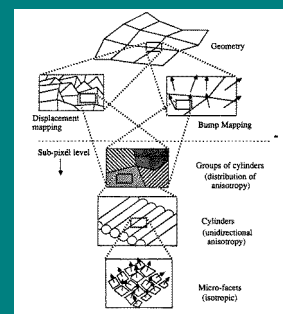 Geometry
Displacement
mapping
Bump Mapping
Sub-pixel level
Groups of cylinders
(distribution of
anisotropy)
Cylinders
(unidirectional
anisotropy)
Micro-facets
(isotropic)